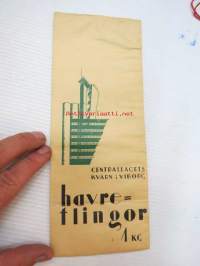 CENTRALLAGETS
KVARN I VIBORG
havre=
flingor
1 KG